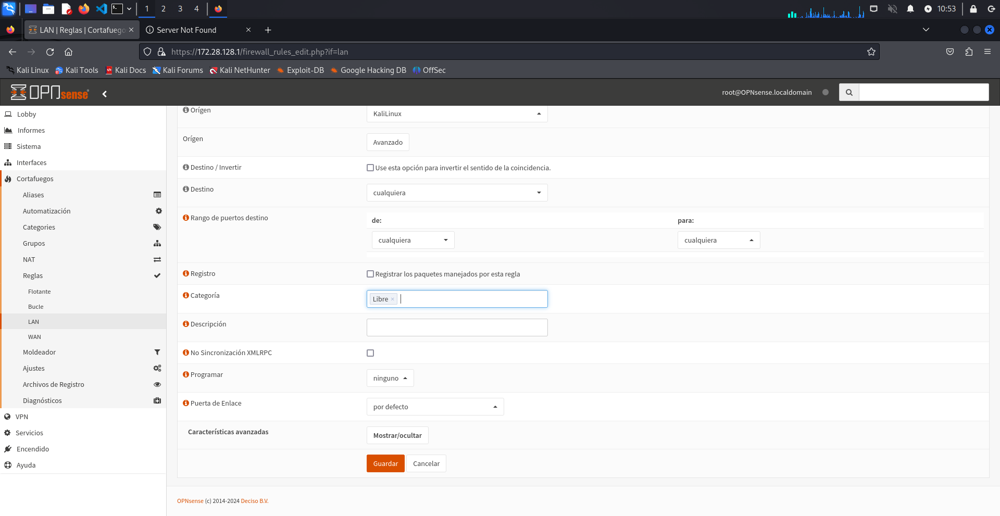 1
2
3
4
10:53
LAN | Reglas | Cortafuego
Server Not Found
https://172.28.128.1/firewall_rules_edit.php?if=lan
Kali Linux
Kali Tools
Kali Docs
Kali Forums
Kali NetHunter
Exploit-DB
Google Hacking DB
OffSec
OPNsense
root@OPNsense.localdomain
Lobby
Informes
Sistema
Interfaces
Cortafuegos
Aliases
Automatización
Categories
Grupos
NAT
Reglas
Flotante
Bucle
LAN
WAN
Moldeador
Ajustes
Archivos de Registro
Diagnósticos
VPN
Servicios
Encendido
Ayuda
Orígen
KaliLinux
Orígen
Avanzado
Destino / Invertir
Use esta opción para invertir el sentido de la coincidencia.
Destino
cualquiera
Rango de puertos destino
de:
para:
cualquiera
cualquiera
Registro
Registrar los paquetes manejados por esta regla
Categoría
Libre ×
Descripción
No Sincronización XMLRPC
Programar
ninguno
Puerta de Enlace
por defecto
Características avanzadas
Mostrar/ocultar
Guardar
Cancelar
OPNsense (c) 2014-2024 Deciso B.V.